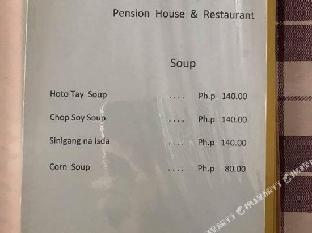 Pension House & Restaurant
Soup
Hoto Tay Soup .... Ph.p 140.00
Chop Soy Soup .... Ph.p 140.00
Sinigang na isda .... Ph.p 140.00
Corn Soup .... Ph.p 80.00